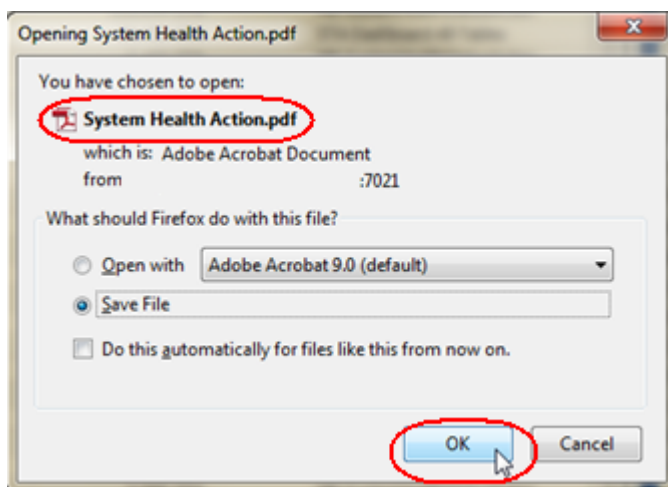 Opening System Health Action.pdf
You have chosen to open:
System Health Action.pdf
which is: Adobe Acrobat Document
from :7021
What should Firefox do with this file?
Open with Adobe Acrobat 9.0 (default)
Save File
Do this automatically for files like this from now on.
OK Cancel